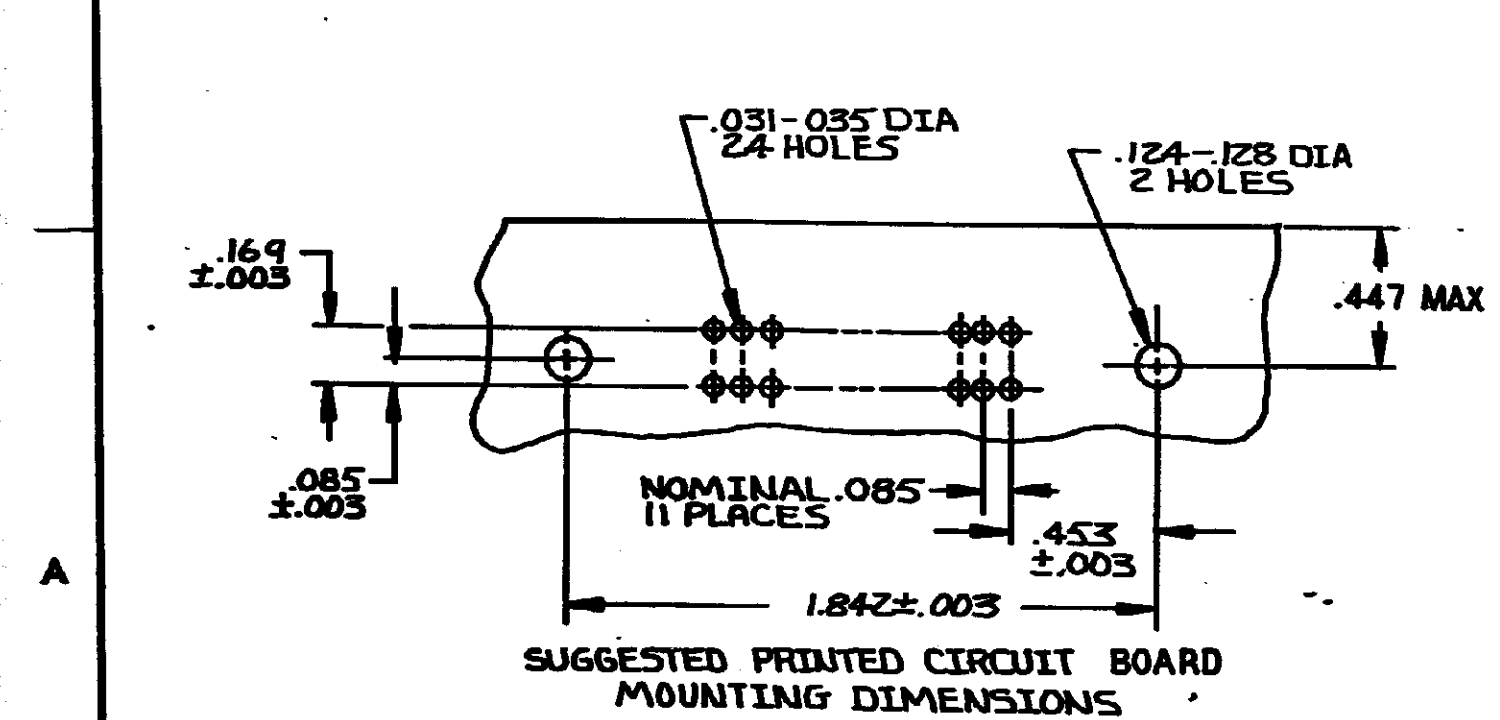 .031-035 DIA
24 HOLES
.124-.128 DIA
2 HOLES
.169
±.003
.447 MAX
.085
±.003
NOMINAL .085
11 PLACES
.453
±.003
A
1.842±.003
SUGGESTED PRINTED CIRCUIT BOARD
MOUNTING DIMENSIONS